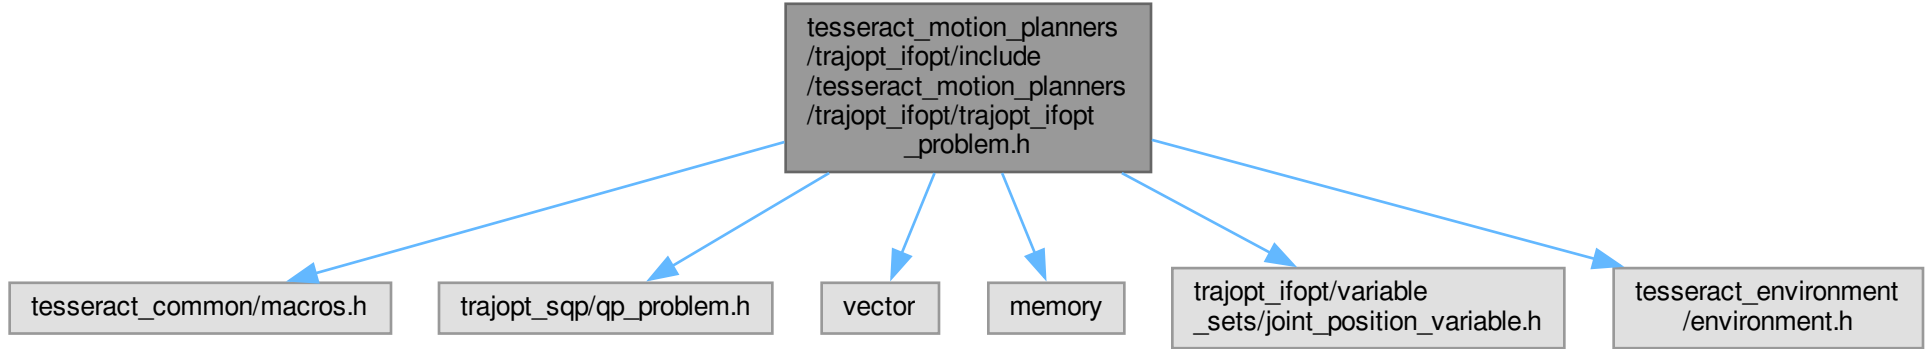 tesseract_motion_planners
/trajopt_ifopt/include
/tesseract_motion_planners
/trajopt_ifopt/trajopt_ifopt
_problem.h
tesseract_common/macros.h
trajopt_sqp/qp_problem.h
vector
memory
trajopt_ifopt/variable
_sets/joint_position_variable.h
tesseract_environment
/environment.h